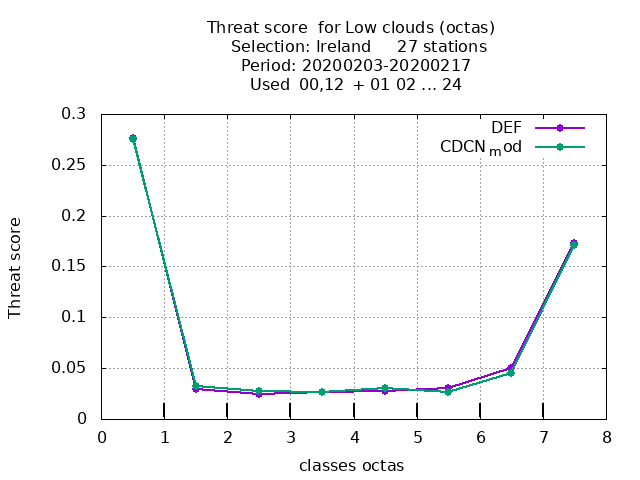 Threat score  for Low clouds (octas)
Selection: Ireland     27 stations
Period: 20200203-20200217
Used  00,12  + 01 02 ... 24
0.3
DEF
CDCN_mod
0.25
0.2
0.15
0.1
0.05
0
Threat score
0 1 2 3 4 5 6 7 8
classes octas